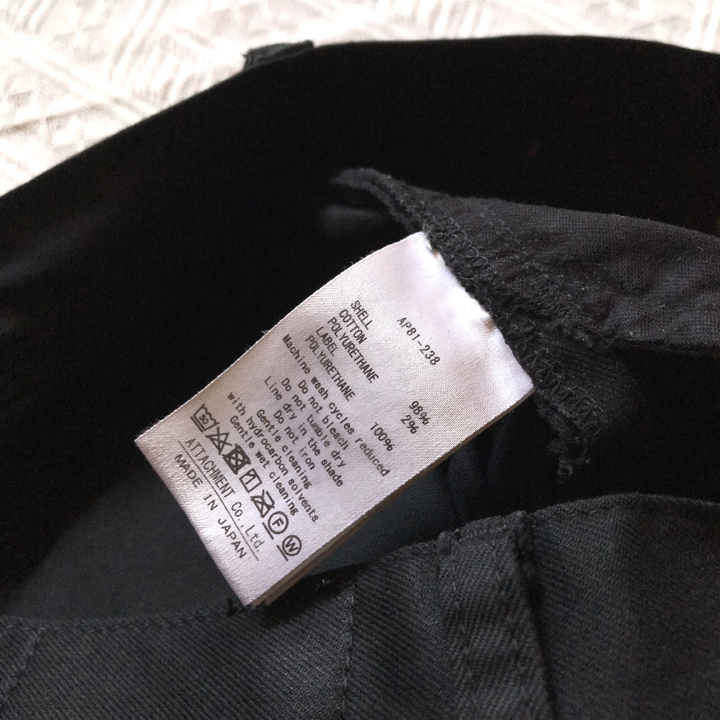 AP81-238
SHELL
COTTON 98%
POLYURETHANE 2%
LABEL
POLYURETHANE 100%
Machine wash cycles reduced
Do not bleach
Do not tumble dry
Line dry in the shade
Do not iron
Gentle cleaning
with hydrocarbon solvents
Gentle wet cleaning
30 F W
ATTACHMENT Co.,Ltd.
MADE IN JAPAN